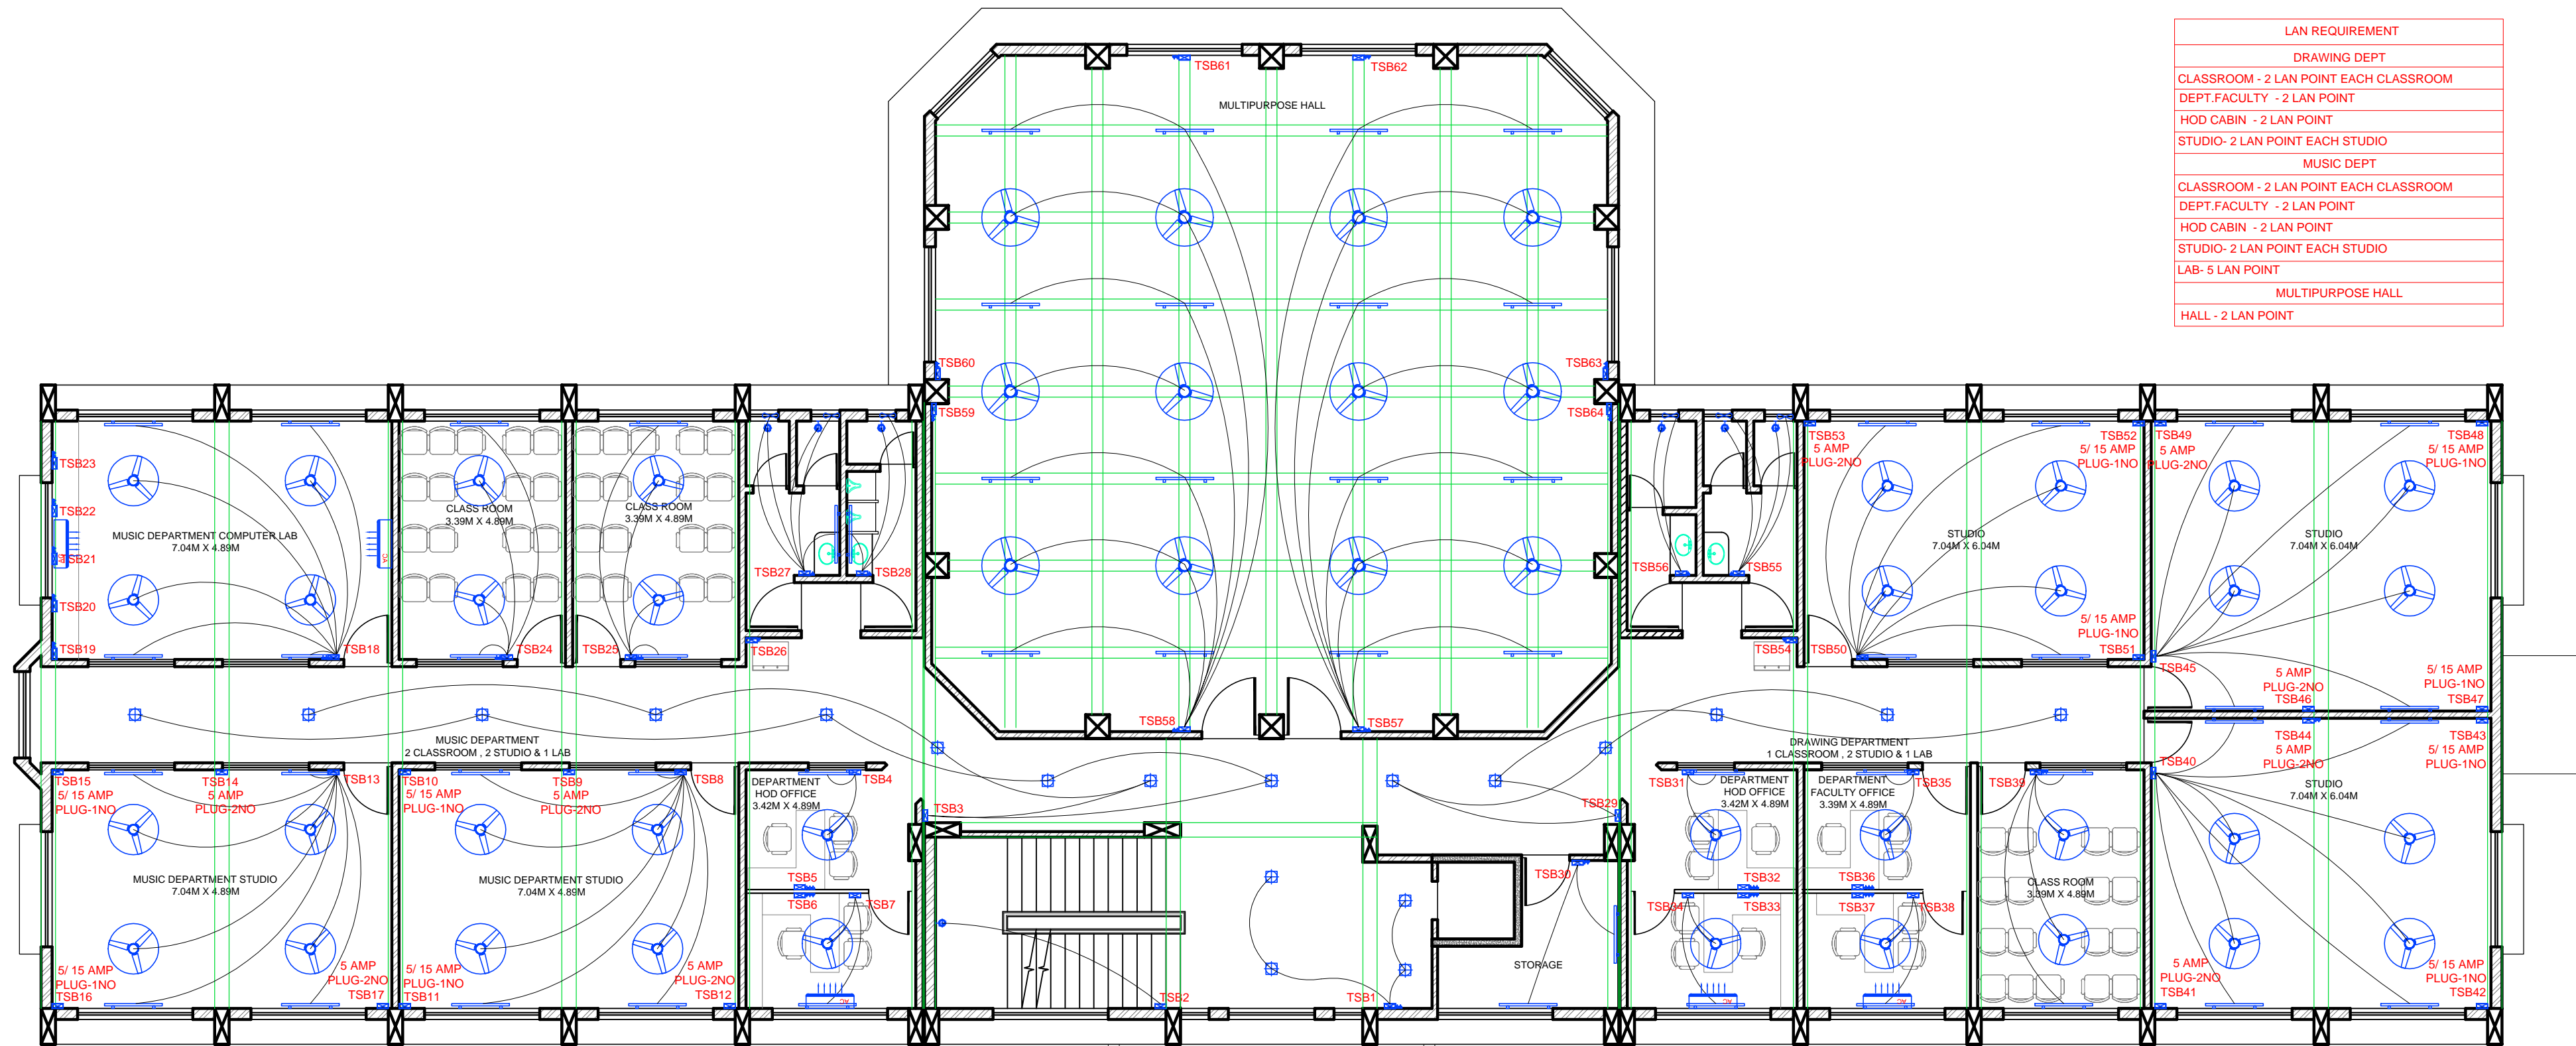 LAN REQUIREMENT
DRAWING DEPT
CLASSROOM - 2 LAN POINT EACH CLASSROOM
DEPT.FACULTY - 2 LAN POINT
HOD CABIN - 2 LAN POINT
STUDIO- 2 LAN POINT EACH STUDIO
MUSIC DEPT
CLASSROOM - 2 LAN POINT EACH CLASSROOM
DEPT.FACULTY - 2 LAN POINT
HOD CABIN - 2 LAN POINT
STUDIO- 2 LAN POINT EACH STUDIO
LAB- 5 LAN POINT
MULTIPURPOSE HALL
HALL - 2 LAN POINT
TSB61
TSB62
MULTIPURPOSE HALL
TSB60
TSB63
TSB59
TSB64
TSB23
TSB22
MUSIC DEPARTMENT COMPUTER LAB
7.04M X 4.89M
TSB21
TSB20
TSB19
TSB18
AC
CLASS ROOM
3.39M X 4.89M
TSB24
CLASS ROOM
3.39M X 4.89M
TSB25
TSB27
TSB28
TSB26
TSB58
TSB57
TSB56
TSB55
TSB54
TSB53
5 AMP
PLUG-2NO
TSB52
5/ 15 AMP
PLUG-1NO
STUDIO
7.04M X 6.04M
5/ 15 AMP
PLUG-1NO
TSB51
TSB50
TSB49
5 AMP
PLUG-2NO
TSB48
5/ 15 AMP
PLUG-1NO
STUDIO
7.04M X 6.04M
TSB45
5 AMP
PLUG-2NO
TSB46
5/ 15 AMP
PLUG-1NO
TSB47
MUSIC DEPARTMENT
2 CLASSROOM , 2 STUDIO & 1 LAB
DRAWING DEPARTMENT
1 CLASSROOM , 2 STUDIO & 1 LAB
TSB15
5/ 15 AMP
PLUG-1NO
TSB14
5 AMP
PLUG-2NO
TSB13
MUSIC DEPARTMENT STUDIO
7.04M X 4.89M
5/ 15 AMP
PLUG-1NO
TSB16
5 AMP
PLUG-2NO
TSB17
TSB10
5/ 15 AMP
PLUG-1NO
TSB9
5 AMP
PLUG-2NO
TSB8
MUSIC DEPARTMENT STUDIO
7.04M X 4.89M
5/ 15 AMP
PLUG-1NO
TSB11
5 AMP
PLUG-2NO
TSB12
DEPARTMENT
HOD OFFICE
3.42M X 4.89M
TSB4
TSB5
TSB6
TSB7
AC
TSB3
TSB2
TSB1
TSB29
TSB30
STORAGE
TSB31
DEPARTMENT
HOD OFFICE
3.42M X 4.89M
TSB32
TSB33
TSB34
AC
DEPARTMENT
FACULTY OFFICE
3.39M X 4.89M
TSB35
TSB36
TSB37
TSB38
AC
TSB39
CLASS ROOM
3.39M X 4.89M
TSB40
TSB44
5 AMP
PLUG-2NO
TSB43
5/ 15 AMP
PLUG-1NO
STUDIO
7.04M X 6.04M
5 AMP
PLUG-2NO
TSB41
5/ 15 AMP
PLUG-1NO
TSB42